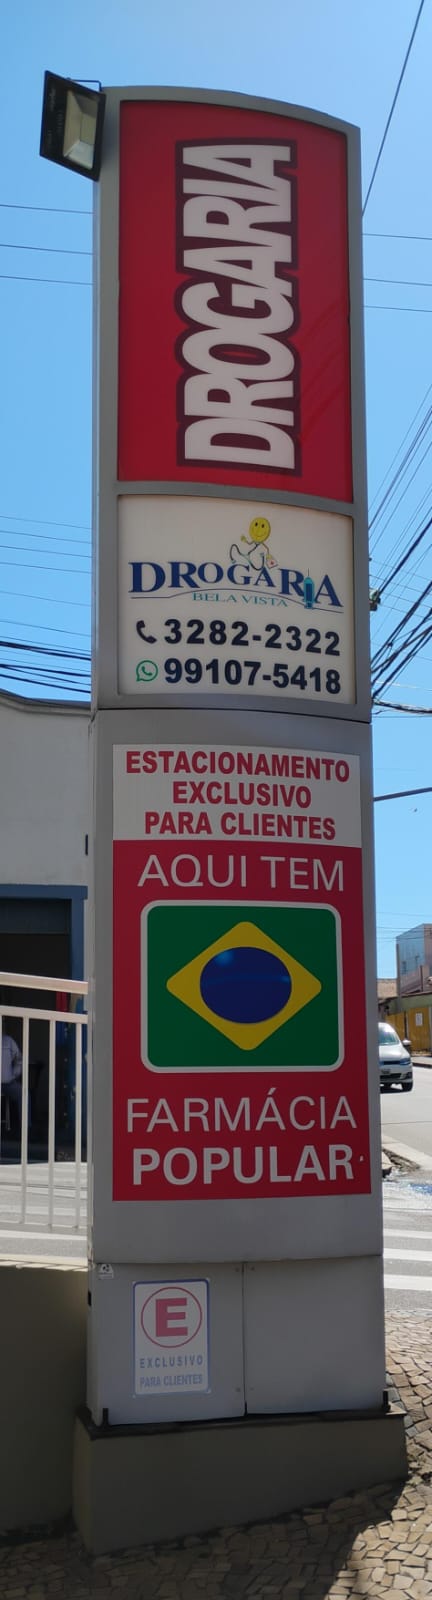 DROGARIA
DROGARIA
BELA VISTA
3282-2322
99107-5418
ESTACIONAMENTO
EXCLUSIVO
PARA CLIENTES
AQUI TEM
FARMÁCIA
POPULAR
E
EXCLUSIVO
PARA CLIENTES